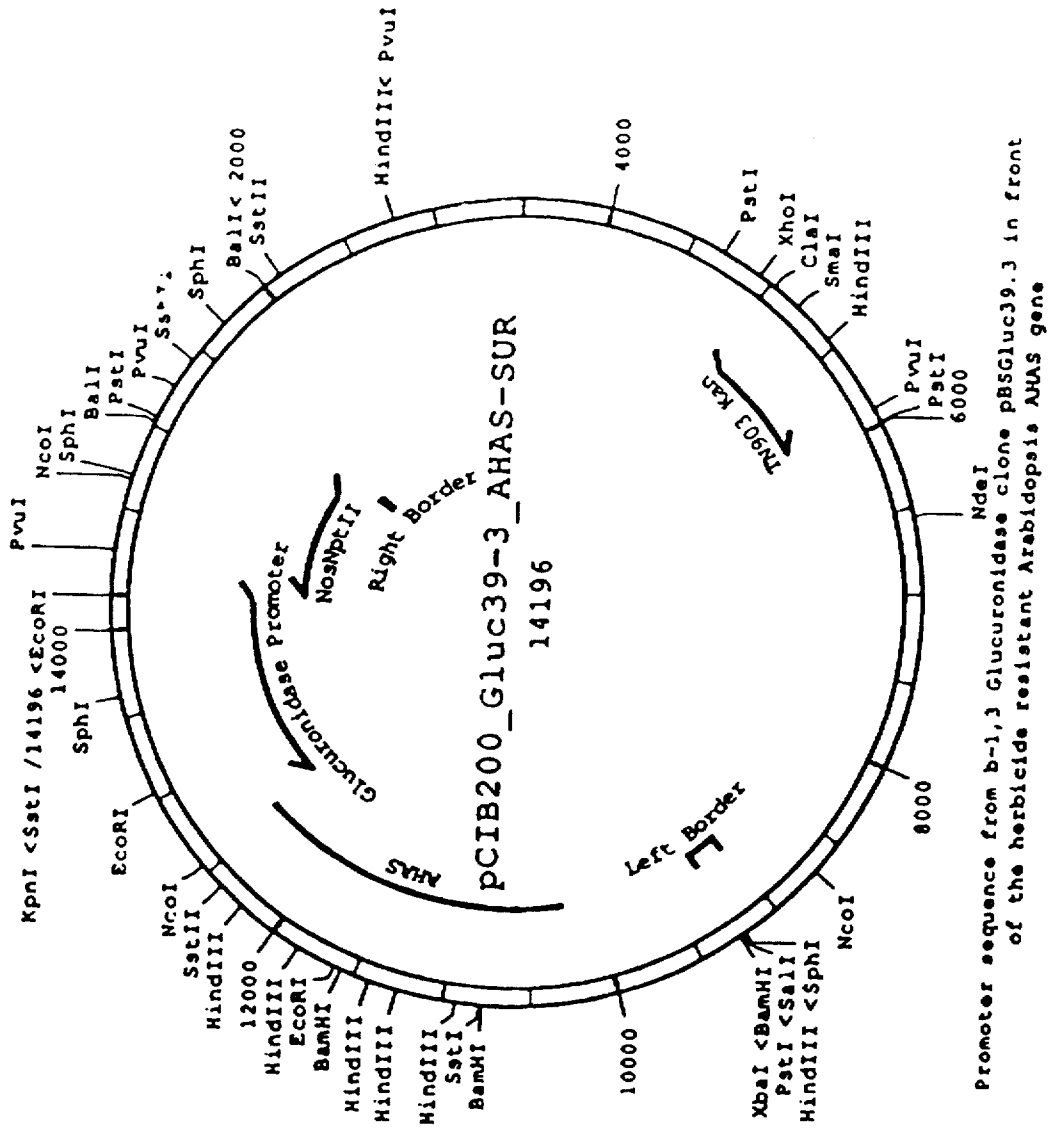 KpnI <SstI /14196 <EcoRI
14000
PvuI
NcoI
SphI
BalI
PstI
PvuI
SphI
BalI< 2000
SstII
HindIII< PvuI
4000
PstI
XhoI
ClaI
SmaI
HindIII
PvuI
PstI
6000
NdeI
8000
NcoI
XbaI <BamHI
PstI <SalI
HindIII <SphI
10000
BamHI
SstI
HindIII
HindIII
HindIII
BamHI
EcoRI
HindIII
12000
HindIII
SstII
NcoI
EcoRI
SphI
Glucuronidase Promoter
NosNptII
Right Border
AHAS
pCIB200_Gluc39-3_AHAS-SUR
14196
TN903 Kan
Left Border
Promoter sequence from b-1,3 Glucuronidase clone pBSGluc39.3 in front
of the herbicide resistant Arabidopsis AHAS gene